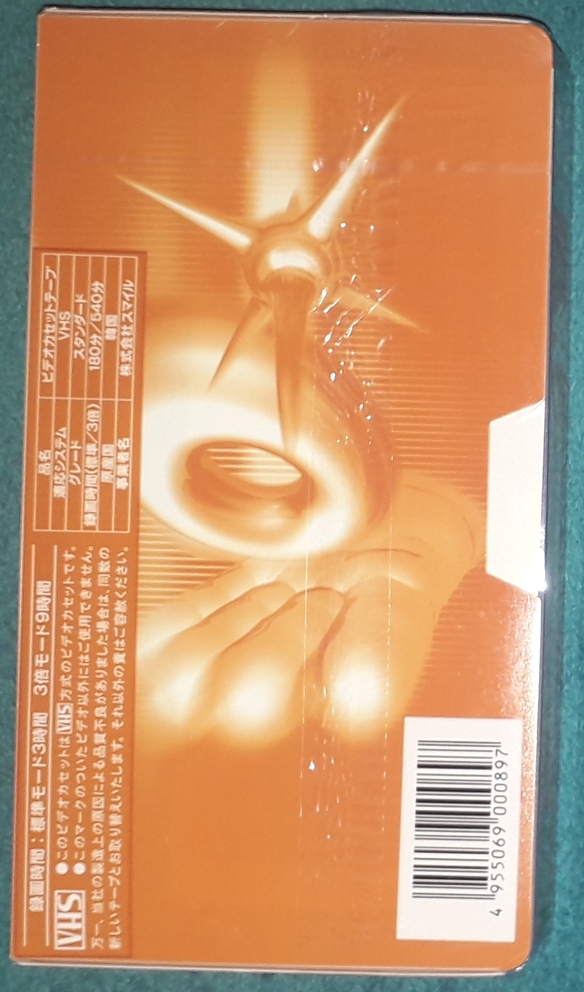 録画時間：標準モード3時間 3倍モード9時間
VHS
●このビデオカセットはVHS方式のビデオカセットです。
●このマークのついたビデオ以外にはご使用できません。
万一、当社の製造上の原因による品質不良がありました場合は、同数の
新しいテープとお取り替えいたします。それ以外の責はご容赦ください。
品名 ビデオカセットテープ
適応システム VHS
グレード スタンダード
録画時間(標準/3倍) 180分/540分
原産国 韓国
事業者名 株式会社スマイル
4 955069 000897